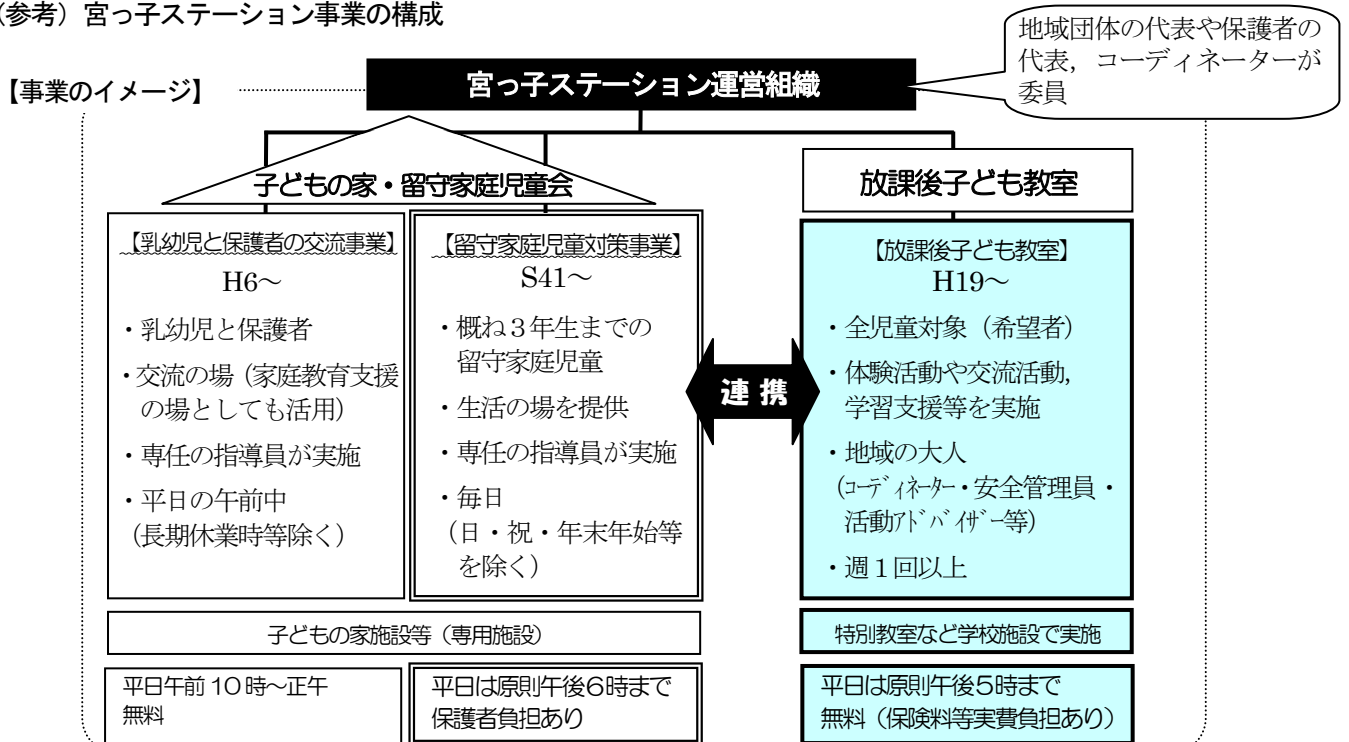 （参考）宮っ子ステーション事業の構成
地域団体の代表や保護者の
代表，コーディネーターが
委員
【事業のイメージ】
宮っ子ステーション運営組織
子どもの家・留守家庭児童会
放課後子ども教室
【乳幼児と保護者の交流事業】
H6～
・乳幼児と保護者
・交流の場（家庭教育支援
の場としても活用）
・専任の指導員が実施
・平日の午前中
（長期休業時等除く）
【留守家庭児童対策事業】
S41～
・概ね３年生までの
留守家庭児童
・生活の場を提供
・専任の指導員が実施
・毎日
（日・祝・年末年始等
を除く）
連携
【放課後子ども教室】
H19～
・全児童対象（希望者）
・体験活動や交流活動，
学習支援等を実施
・地域の大人
（ｺｰﾃﾞｨﾈｰﾀｰ・安全管理員・
活動ｱﾄﾞﾊﾞｲｻﾞｰ等）
・週１回以上
子どもの家施設等（専用施設）
特別教室など学校施設で実施
平日午前10時～正午
無料
平日は原則午後6時まで
保護者負担あり
平日は原則午後5時まで
無料（保険料等実費負担あり）